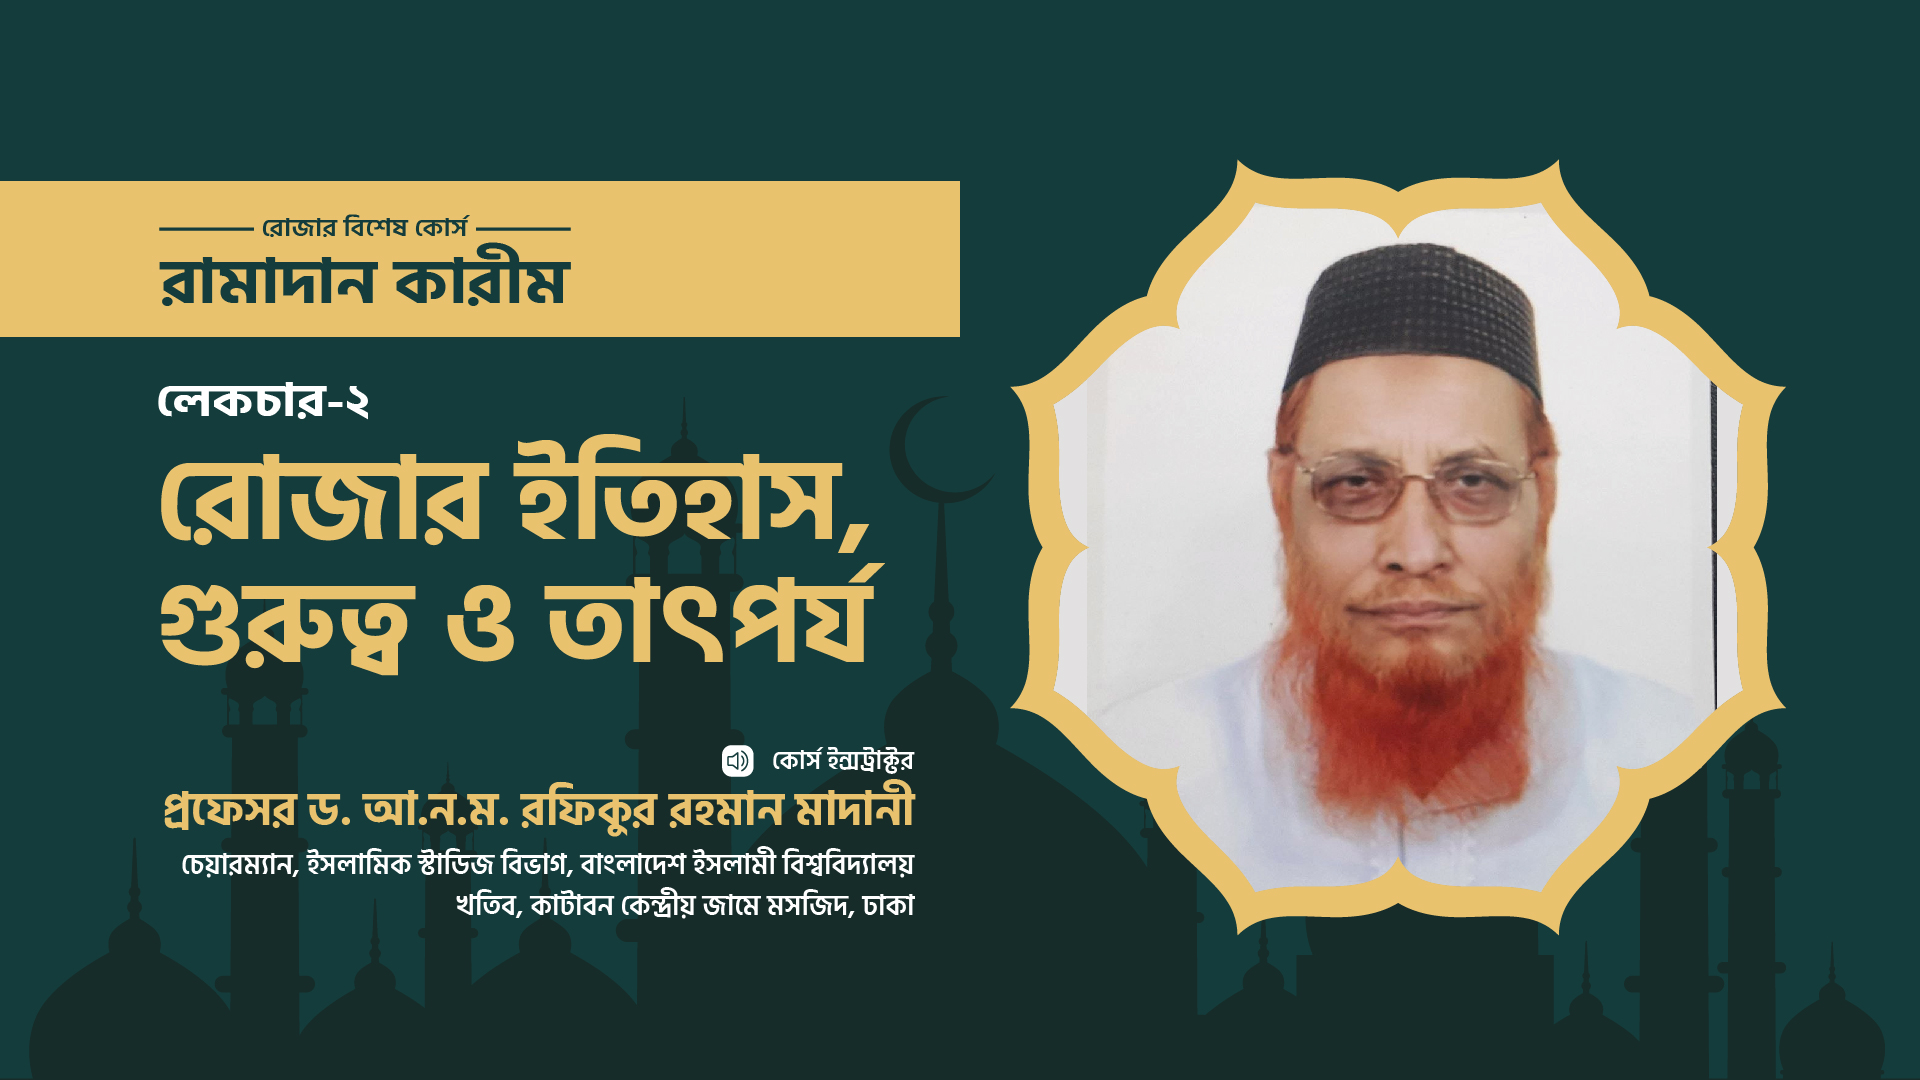 রোজার বিশেষ কোর্স
রামাদান কারীম
লেকচার-২
রোজার ইতিহাস,
গুরুত্ব ও তাৎপর্য
কোর্স ইন্সট্রাক্টর
প্রফেসর ড. আ.ন.ম. রফিকুর রহমান মাদানী
চেয়ারম্যান, ইসলামিক স্টাডিজ বিভাগ, বাংলাদেশ ইসলামী বিশ্ববিদ্যালয়
খতিব, কাটাবন কেন্দ্রীয় জামে মসজিদ, ঢাকা